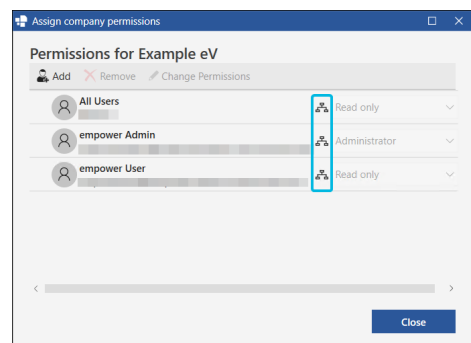 Assign company permissions
Permissions for Example eV
Add Remove Change Permissions
All Users
Read only
empower Admin
Administrator
empower User
Read only
Close